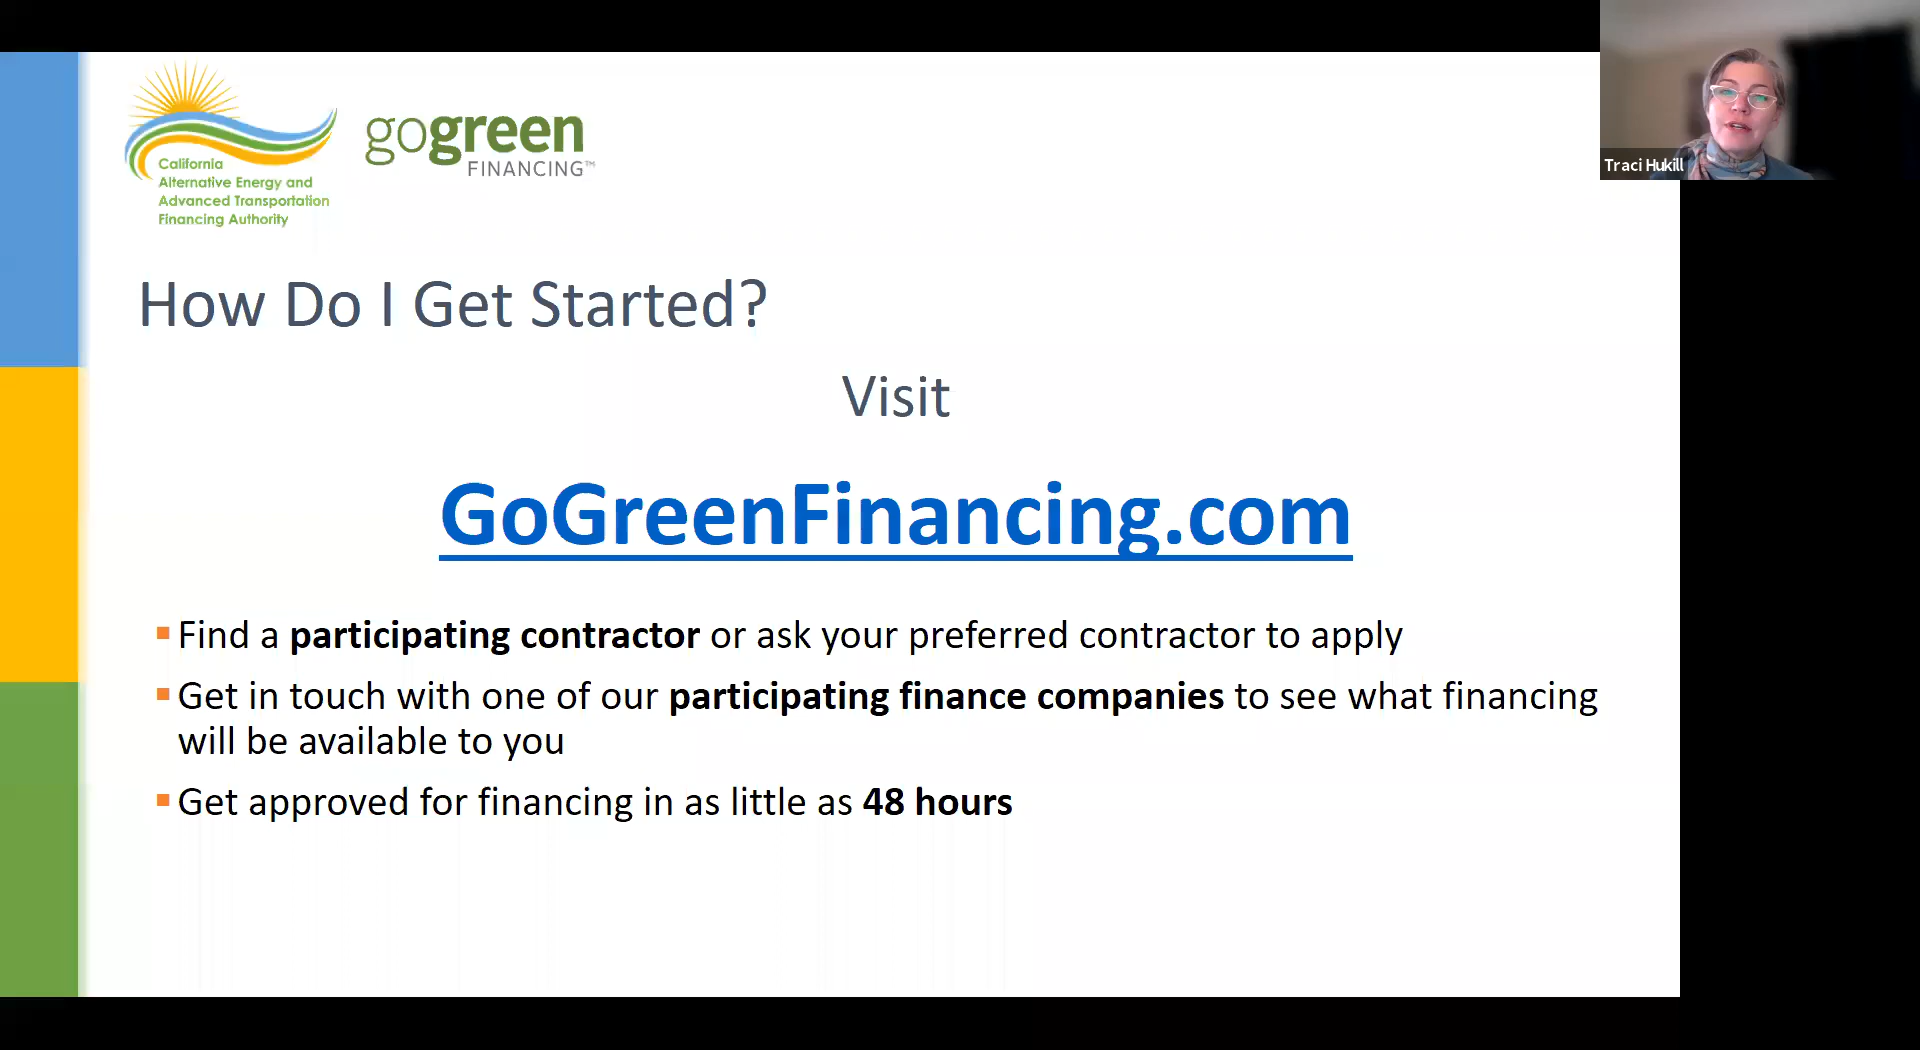 California
Alternative Energy and
Advanced Transportation
Financing Authority
gogreen
FINANCING™
Traci Hukill
How Do I Get Started?
Visit
GoGreenFinancing.com
Find a participating contractor or ask your preferred contractor to apply
Get in touch with one of our participating finance companies to see what financing
will be available to you
Get approved for financing in as little as 48 hours